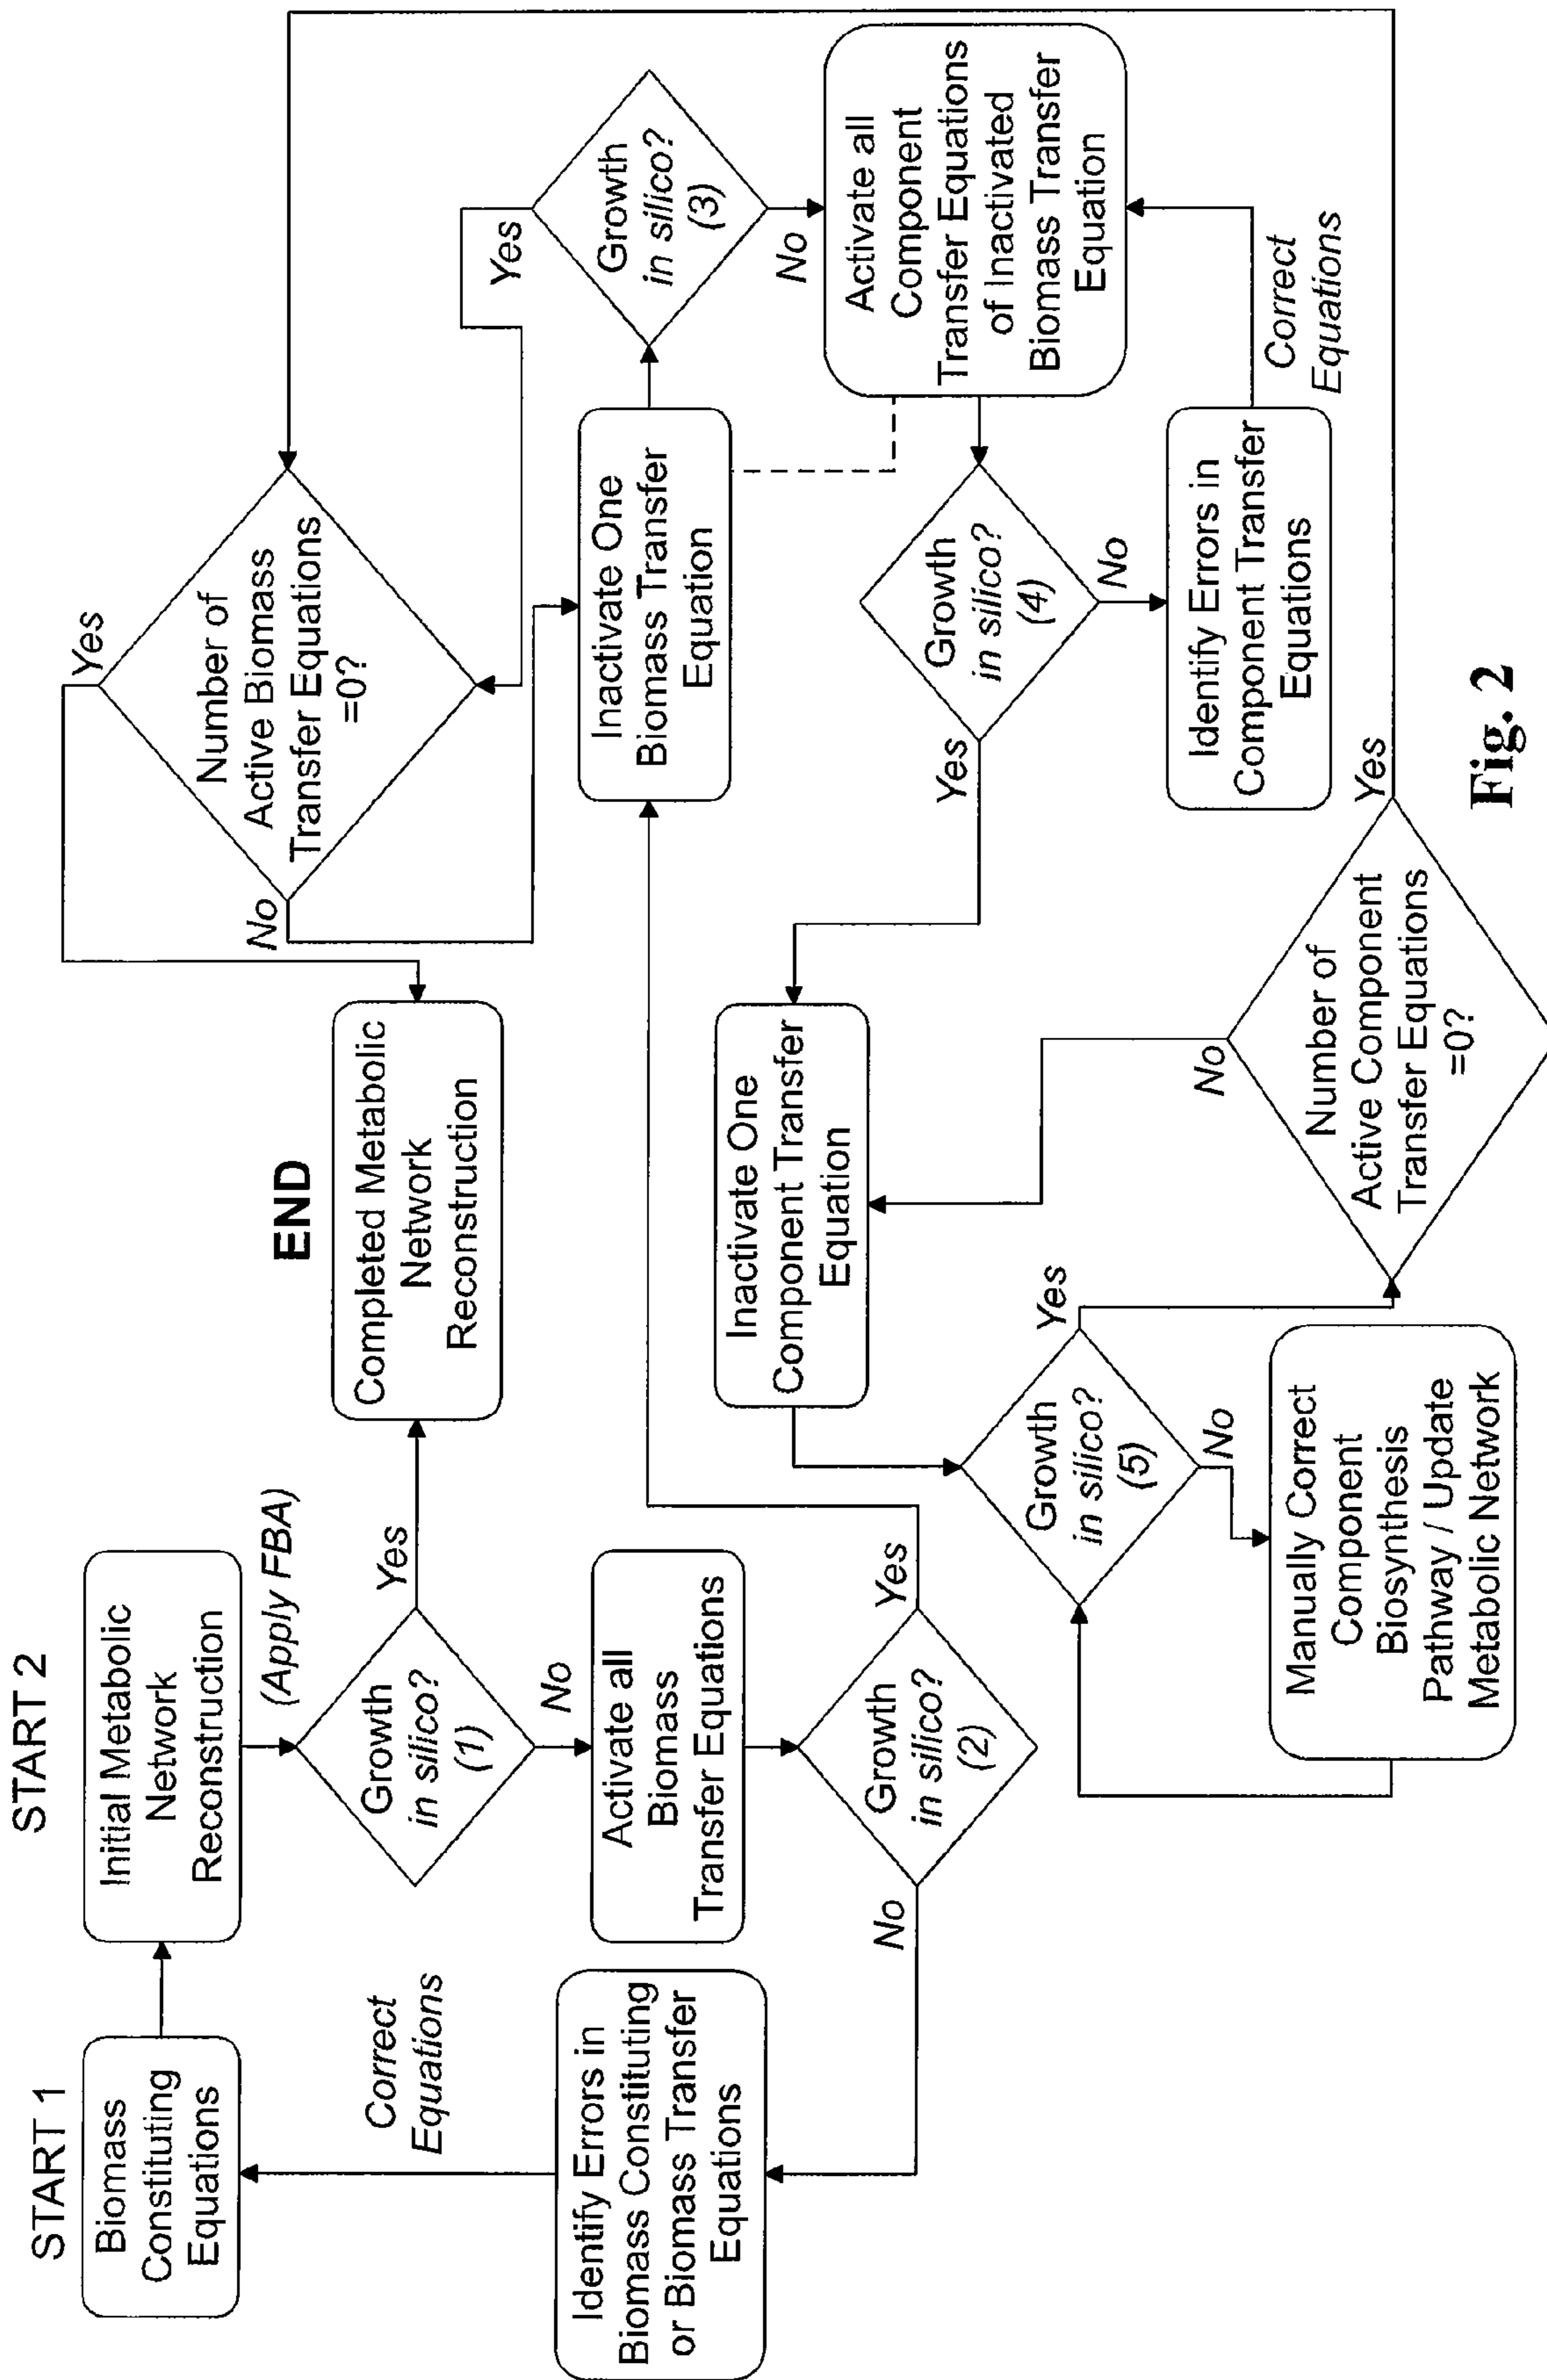 START 1
Biomass
Constituting
Equations
START 2
Initial Metabolic
Network
Reconstruction
(Apply FBA)
Growth
in silico?
(1)
Yes
No
END
Completed Metabolic
Network
Reconstruction
Activate all
Biomass
Transfer Equations
Growth
in silico?
(2)
No
Yes
Identify Errors in
Biomass Constituting
or Biomass Transfer
Equations
Correct
Equations
Number of
Active Biomass
Transfer Equations
=0?
Yes
No
Inactivate One
Biomass Transfer
Equation
Growth
in silico?
(3)
Yes
No
Activate all
Component
Transfer Equations
of Inactivated
Biomass Transfer
Equation
Growth
in silico?
(4)
Yes
No
Identify Errors in
Component Transfer
Equations
Correct
Equations
Inactivate One
Component Transfer
Equation
Growth
in silico?
(5)
Yes
No
Manually Correct
Component
Biosynthesis
Pathway / Update
Metabolic Network
Number of
Active Component
Transfer Equations
=0?
No
Yes
Fig. 2